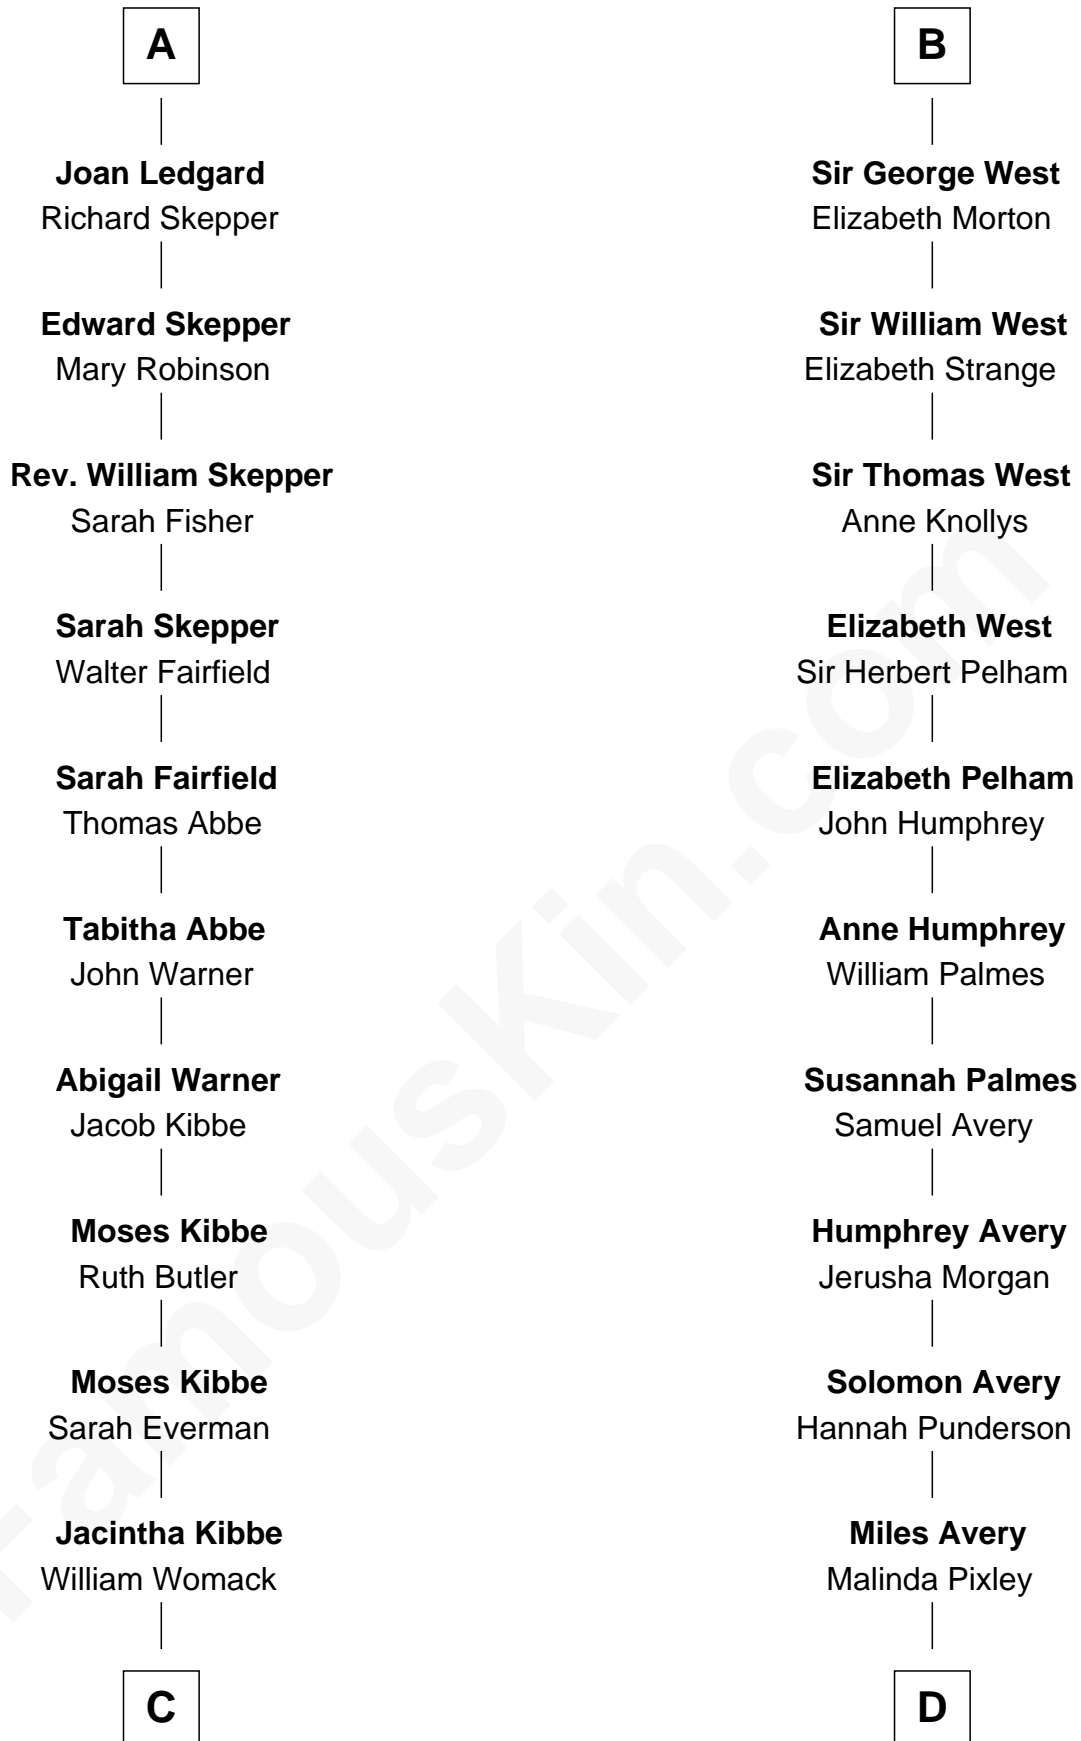 A
Joan Ledgard
Richard Skepper
Edward Skepper
Mary Robinson
Rev. William Skepper
Sarah Fisher
Sarah Skepper
Walter Fairfield
Sarah Fairfield
Thomas Abbe
Tabitha Abbe
John Warner
Abigail Warner
Jacob Kibbe
Moses Kibbe
Ruth Butler
Moses Kibbe
Sarah Everman
Jacintha Kibbe
William Womack
C
B
Sir George West
Elizabeth Morton
Sir William West
Elizabeth Strange
Sir Thomas West
Anne Knollys
Elizabeth West
Sir Herbert Pelham
Elizabeth Pelham
John Humphrey
Anne Humphrey
William Palmes
Susannah Palmes
Samuel Avery
Humphrey Avery
Jerusha Morgan
Solomon Avery
Hannah Punderson
Miles Avery
Malinda Pixley
D
FamousKin.com